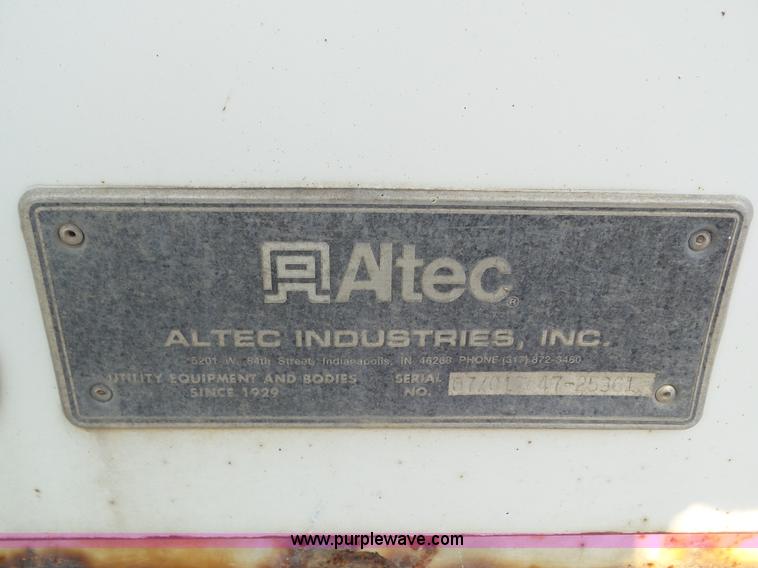 Altec®
ALTEC INDUSTRIES, INC.
5201 W. 84th Street, Indianapolis, IN 46268 PHONE (317) 872-3460
UTILITY EQUIPMENT AND BODIES SERIAL
SINCE 1929 NO.
www.purplewave.com